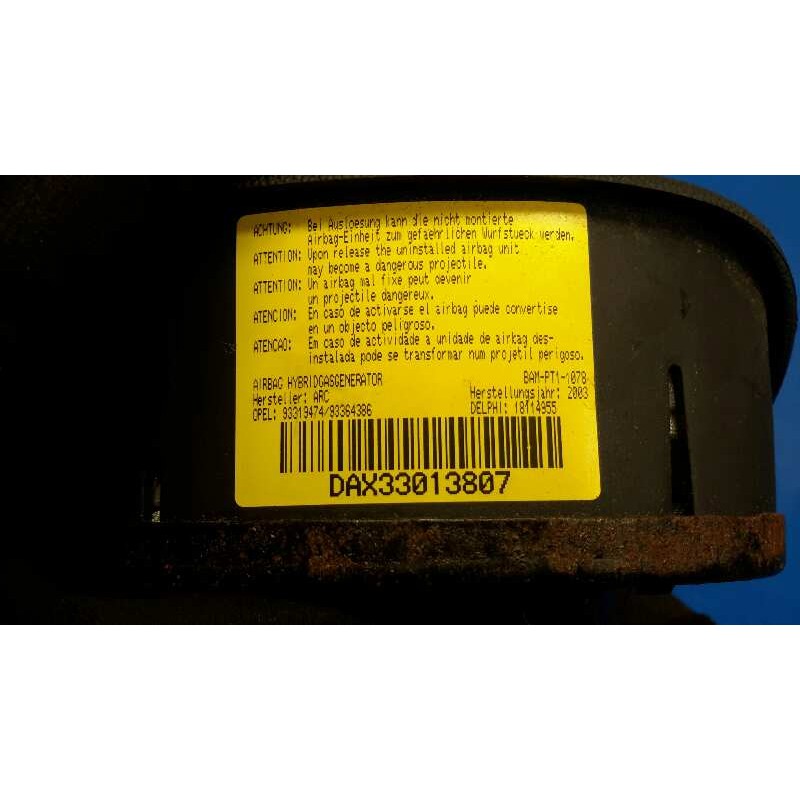 ACHTUNG: Bei Ausloesung kann die nicht montierte
Airbag-Einheit zum gefaehrlichen Wurfstueck werden.
ATTENTION: Upon release the uninstalled airbag unit
may become a dangerous projectile.
ATTENTION: Un airbag mal fixe peut devenir
un projectile dangereux.
ATENCION: En caso de activarse el airbag puede convertise
en un objecto peligroso.
ATENCAO: Em caso de actividade a unidade de airbag des-
instalada pode se transformar num projetil perigoso.
AIRBAG HYBRIDGASGENERATOR BAM-PT1-1078
Hersteller: ARC Herstellungsjahr: 2003
OPEL: 93319474/93364386 DELPHI: 18114955
DAX33013807